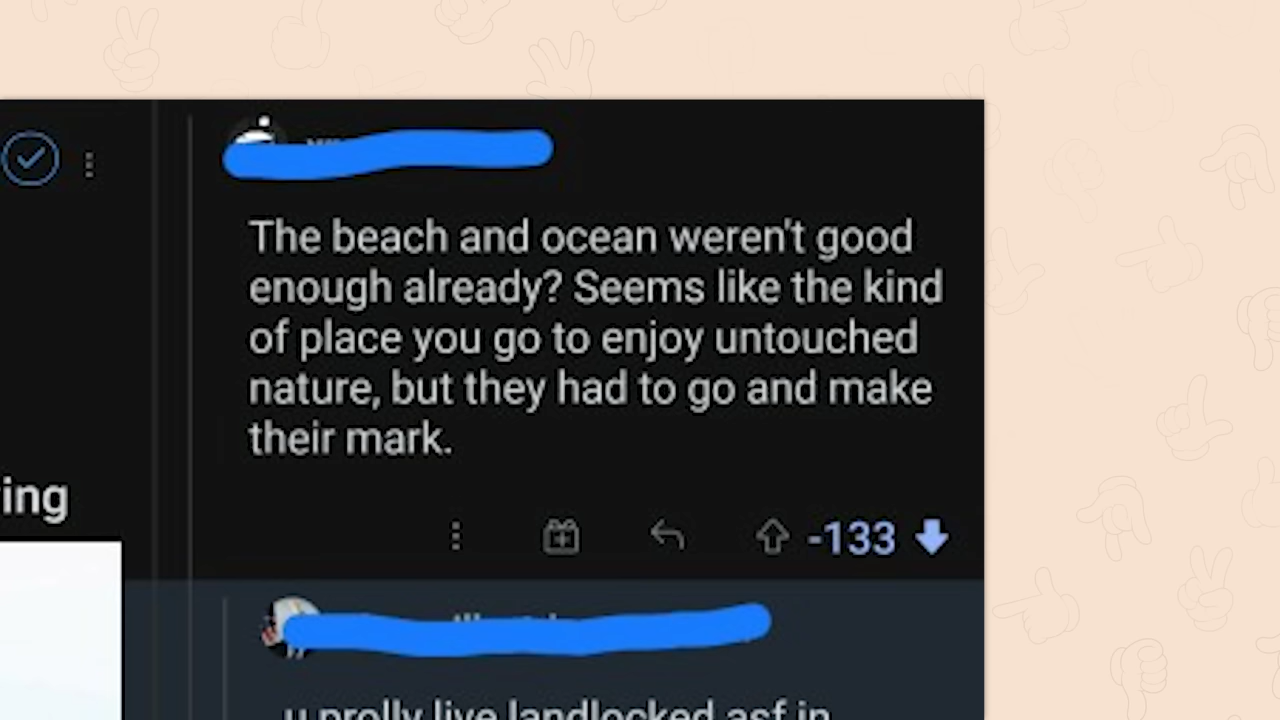 The beach and ocean weren't good
enough already? Seems like the kind
of place you go to enjoy untouched
nature, but they had to go and make
their mark.
ing
-133
u prolly live landlocked asf in